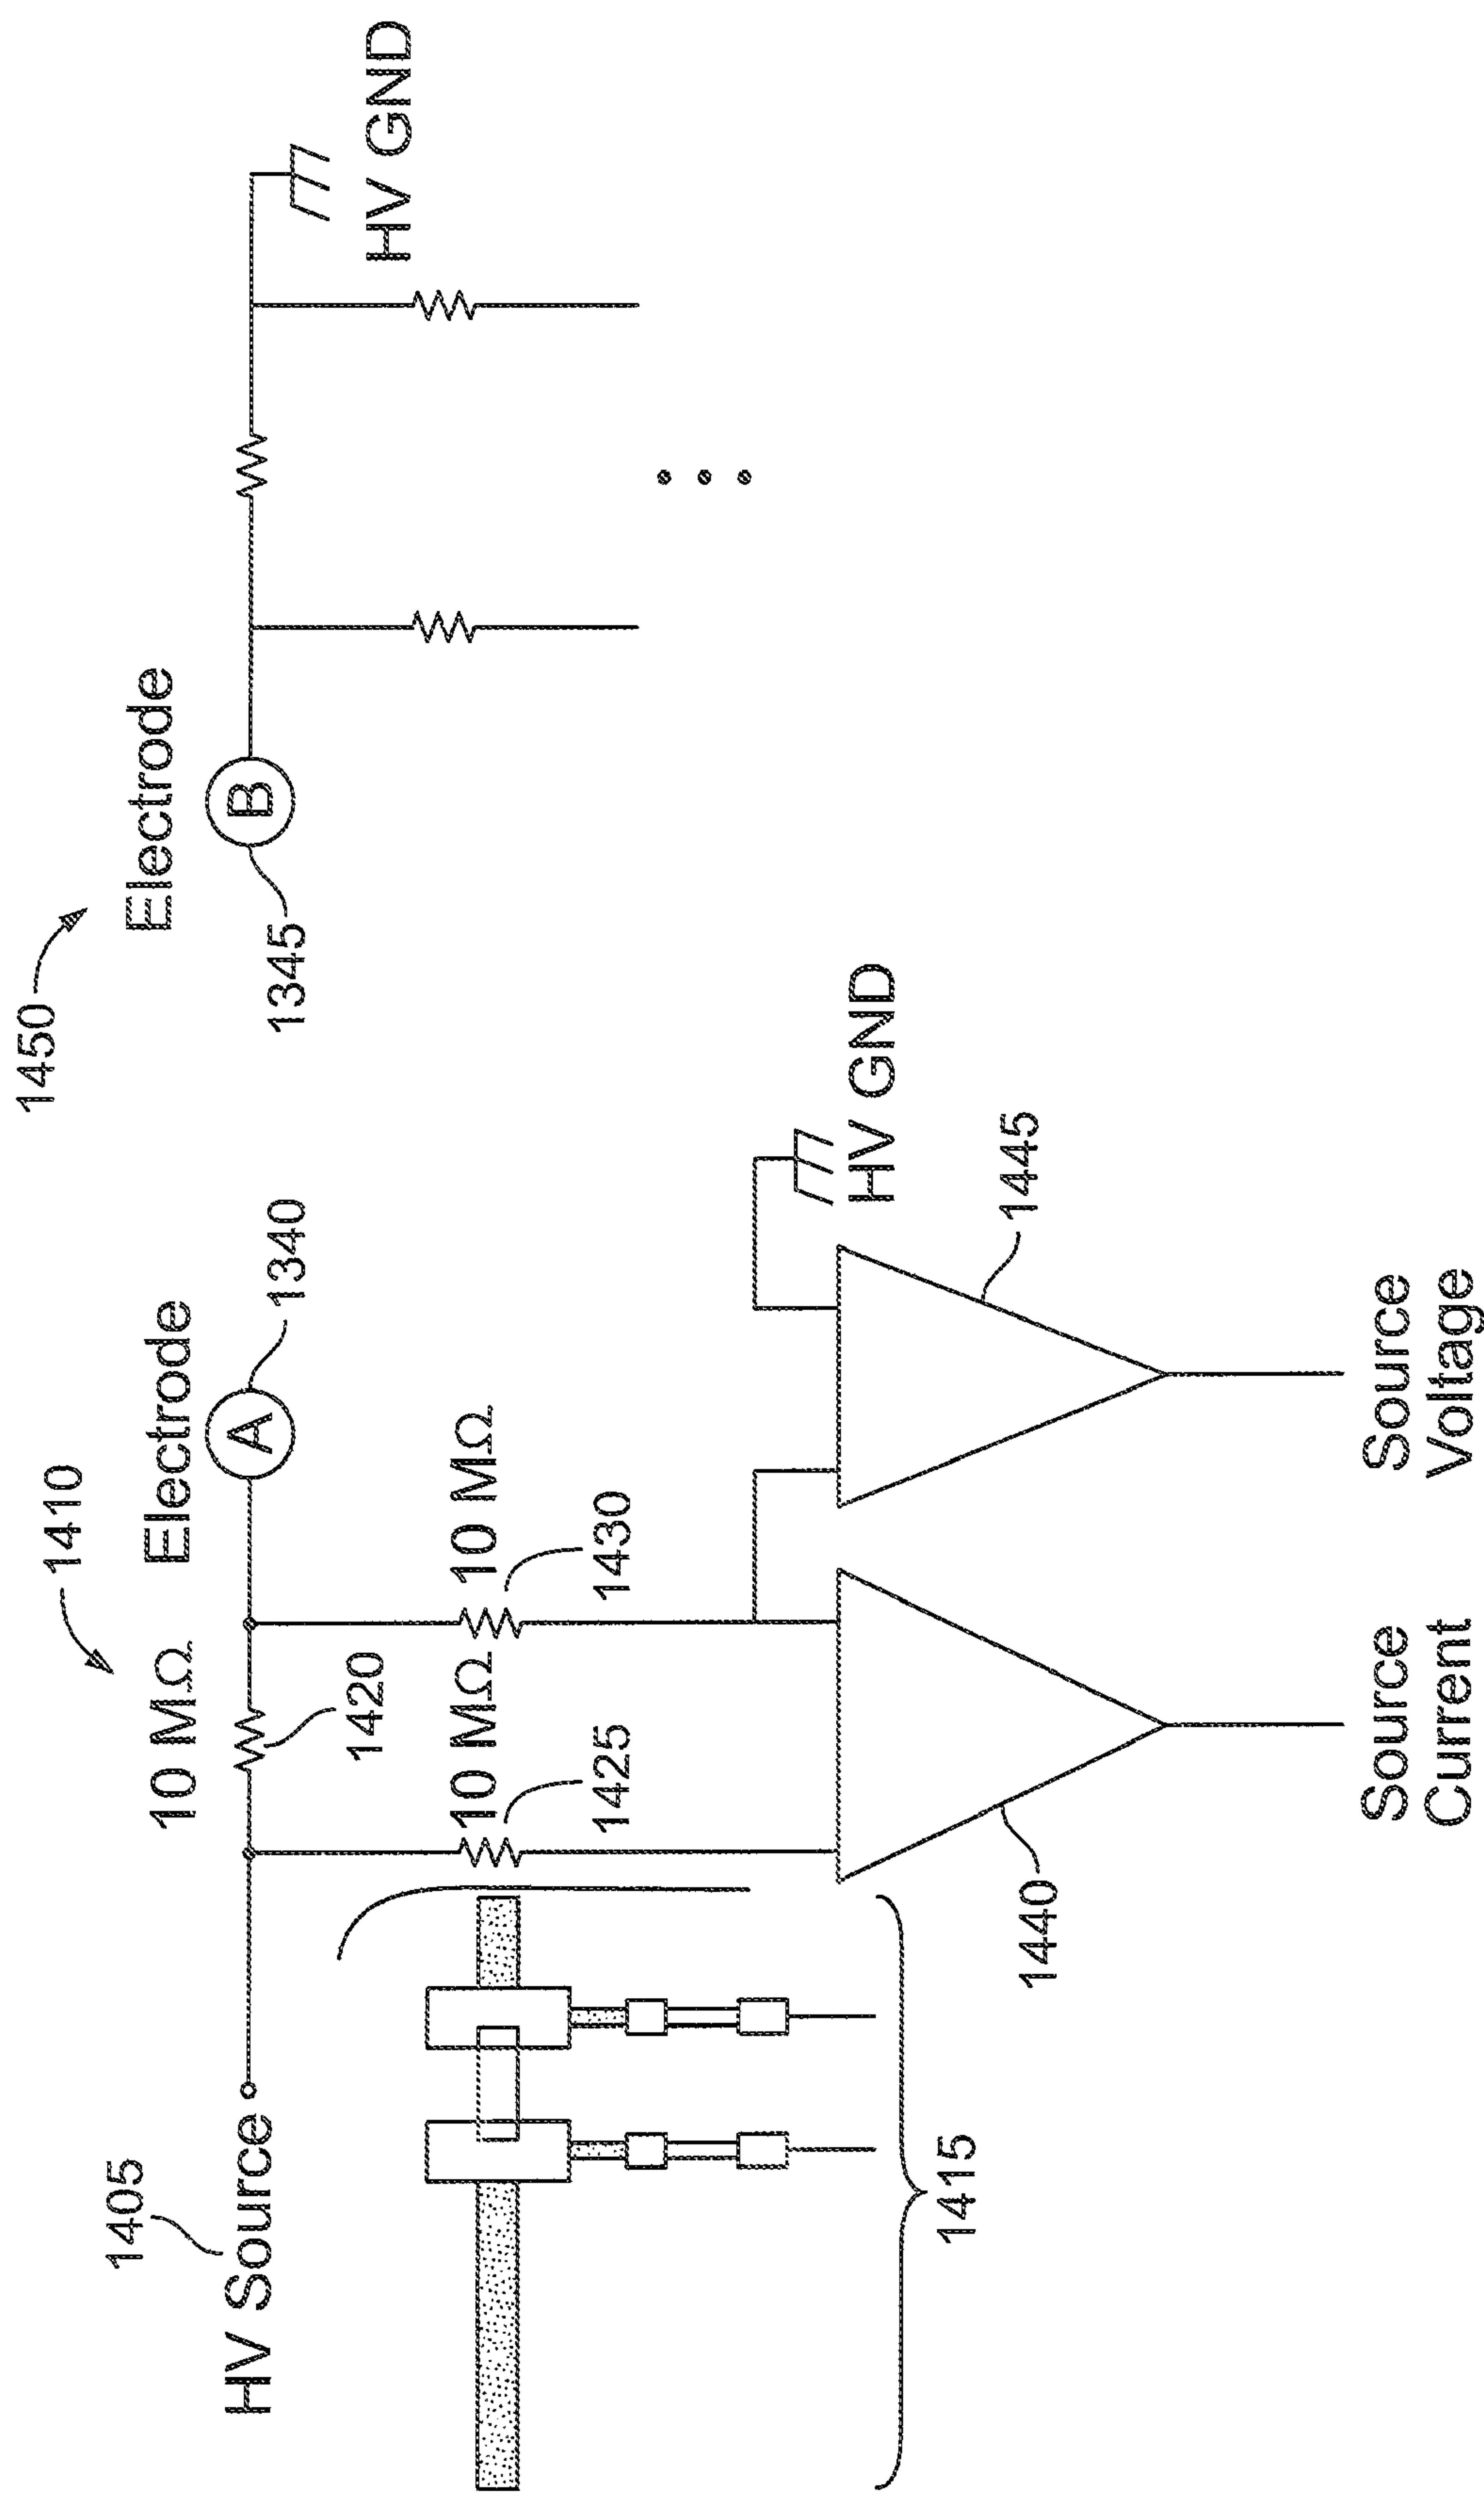 1410
1450
1405
HV Source
10 MΩ
1420
Electrode
A
1340
Electrode
B
1345
HV GND
10 MΩ
1425
10 MΩ
1430
HV GND
1415
1440
1445
Source
Current
Source
Voltage